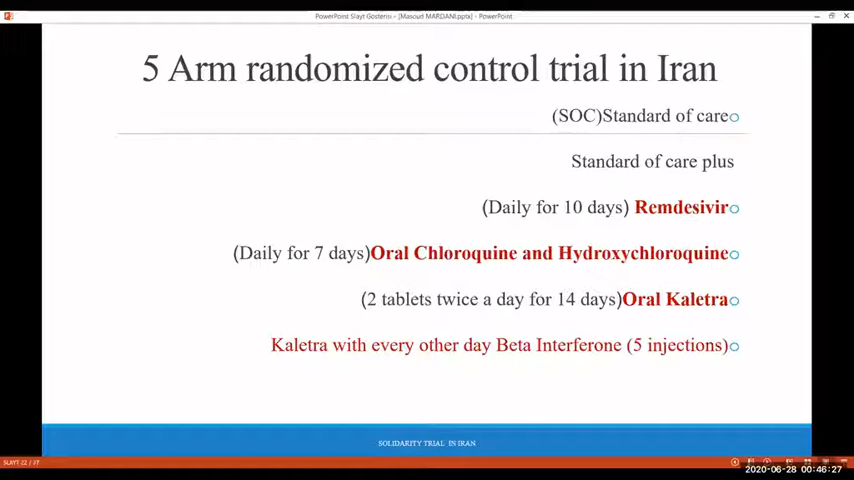 PowerPoint Slayt Gösterisi - [Masoud MARDANI.pptx] - PowerPoint
5 Arm randomized control trial in Iran
(SOC)Standard of care
Standard of care plus
(Daily for 10 days) Remdesivir
(Daily for 7 days)Oral Chloroquine and Hydroxychloroquine
(2 tablets twice a day for 14 days)Oral Kaletra
Kaletra with every other day Beta Interferone (5 injections)
SOLIDARITY TRIAL IN IRAN
SLAYT 22 / 37
2020-06-28 00:46:27